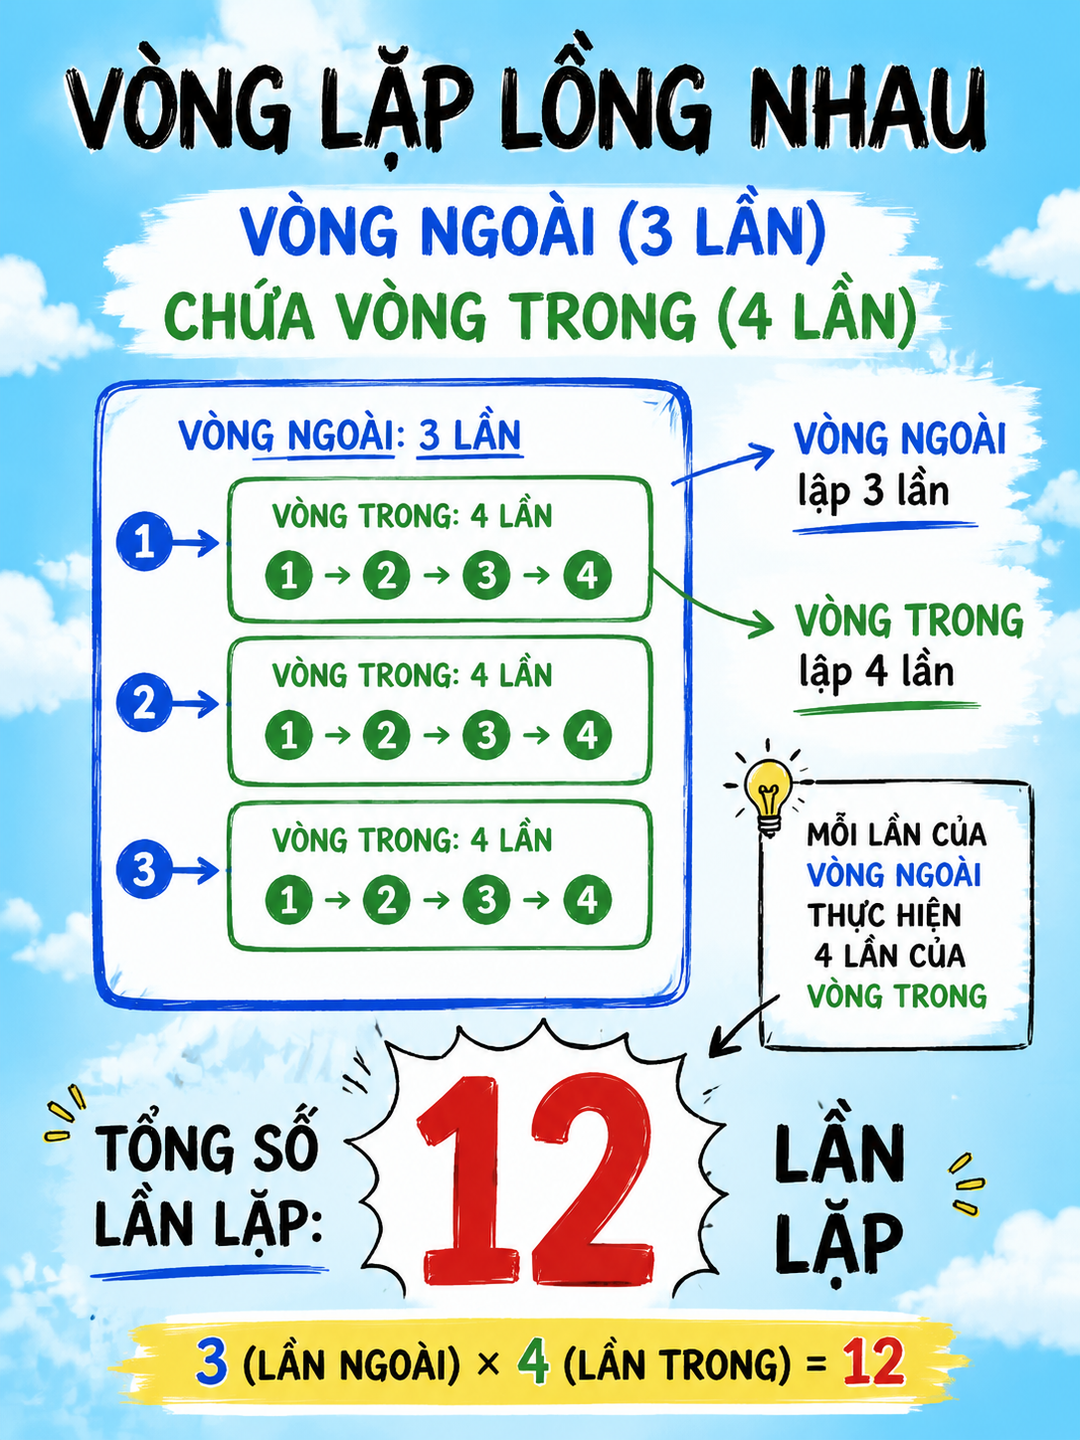 VÒNG LẶP LỒNG NHAU
VÒNG NGOÀI (3 LẦN)
CHỨA VÒNG TRONG (4 LẦN)
VÒNG NGOÀI: 3 LẦN
1
VÒNG TRONG: 4 LẦN
1 → 2 → 3 → 4
2
VÒNG TRONG: 4 LẦN
1 → 2 → 3 → 4
3
VÒNG TRONG: 4 LẦN
1 → 2 → 3 → 4
VÒNG NGOÀI
lập 3 lần
VÒNG TRONG
lập 4 lần
MỖI LẦN CỦA
VÒNG NGOÀI
THỰC HIỆN
4 LẦN CỦA
VÒNG TRONG
TỔNG SỐ
LẦN LẶP:
12
LẦN
LẶP
3 (LẦN NGOÀI) × 4 (LẦN TRONG) = 12